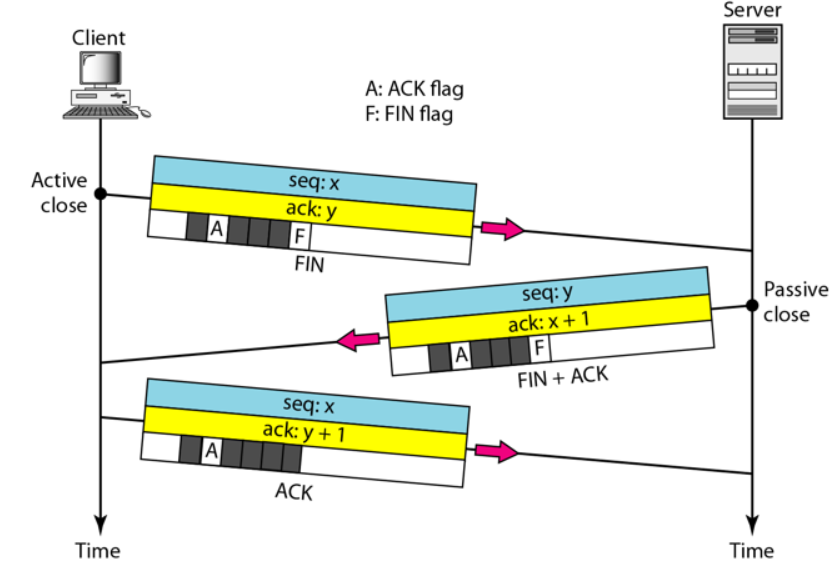 Server
Client
A: ACK flag
F: FIN flag
Active
close
seq: x
ack: y
A F
FIN
Passive
close
seq: y
ack: x + 1
A F
FIN + ACK
seq: x
ack: y + 1
A
ACK
Time
Time